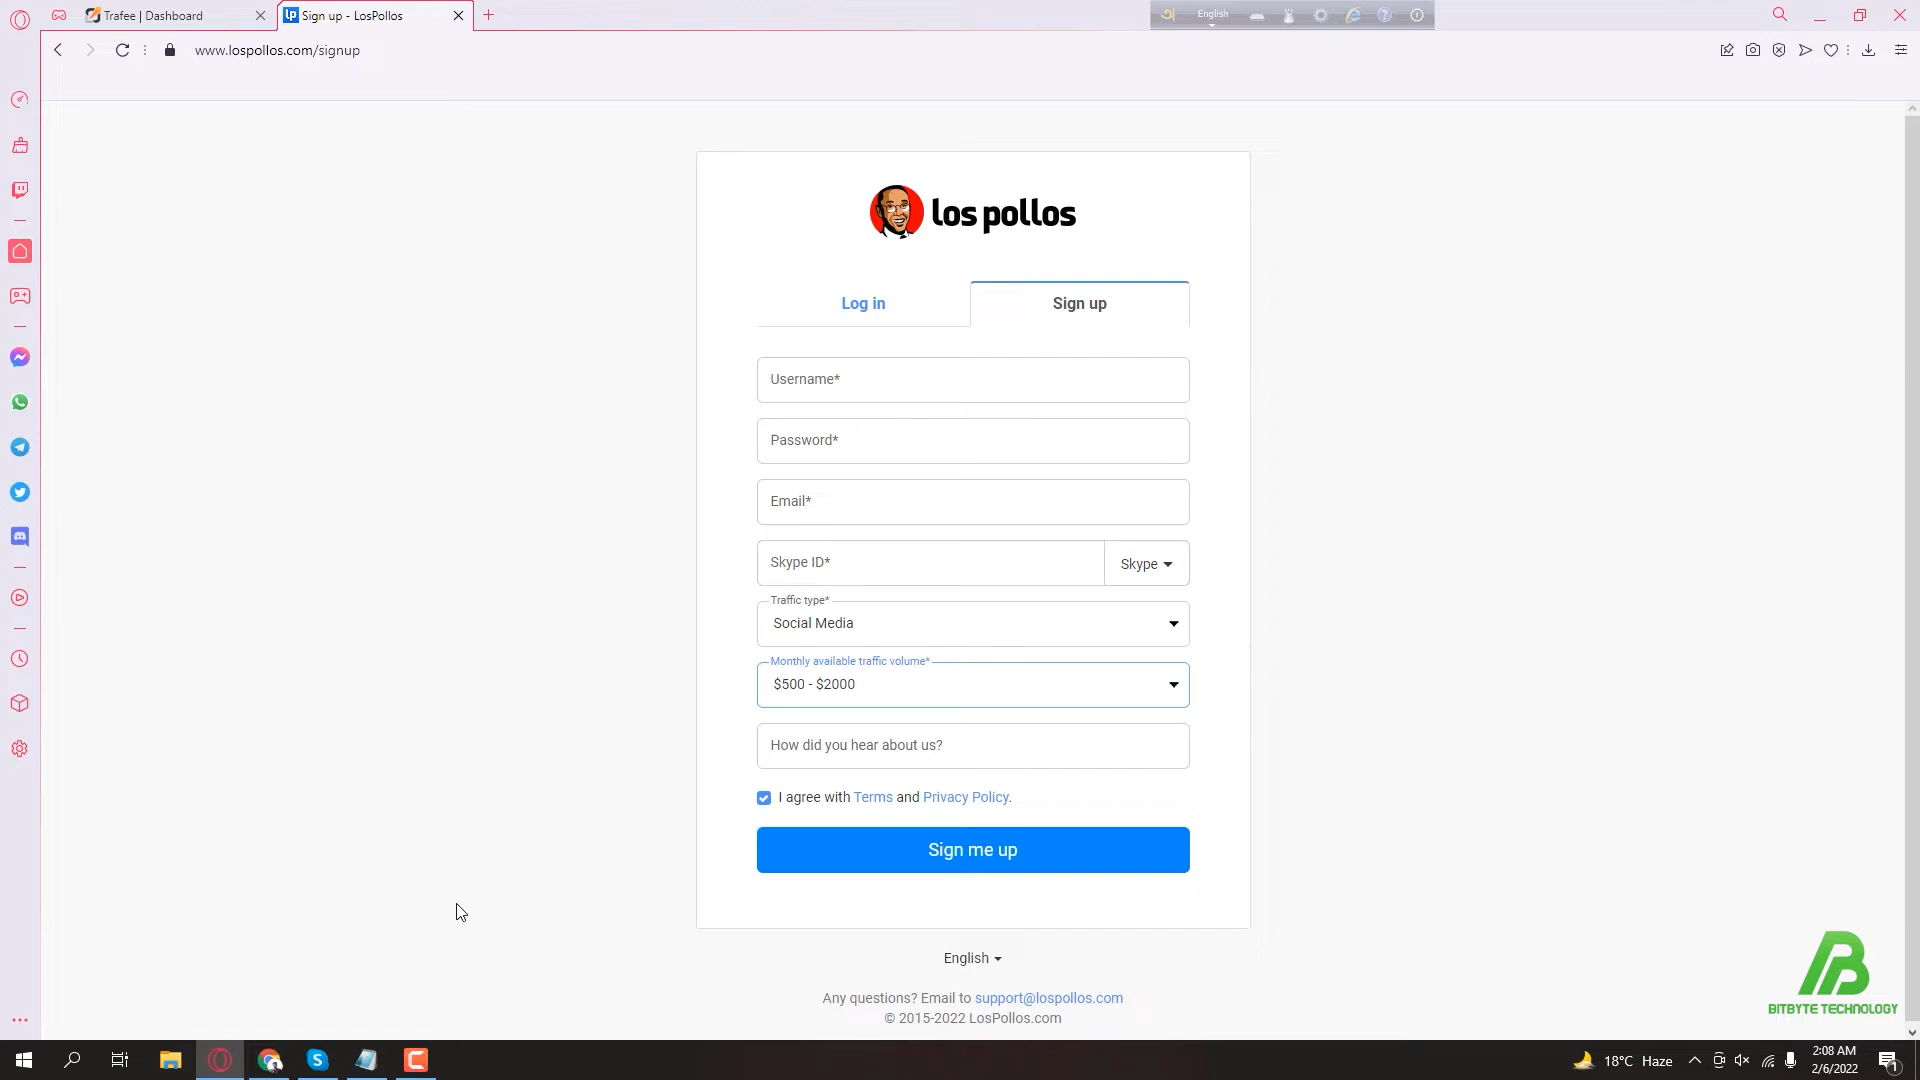 Trafee | Dashboard
lp Sign up - LosPollos
English
www.lospollos.com/signup
los pollos
Log in
Sign up
Username*
Password*
Email*
Skype ID*
Skype
Traffic type*
Social Media
Monthly available traffic volume*
$500 - $2000
How did you hear about us?
I agree with Terms and Privacy Policy.
Sign me up
English
Any questions? Email to support@lospollos.com
© 2015-2022 LosPollos.com
BITBYTE TECHNOLOGY
18°C Haze
2:08 AM
2/6/2022
1